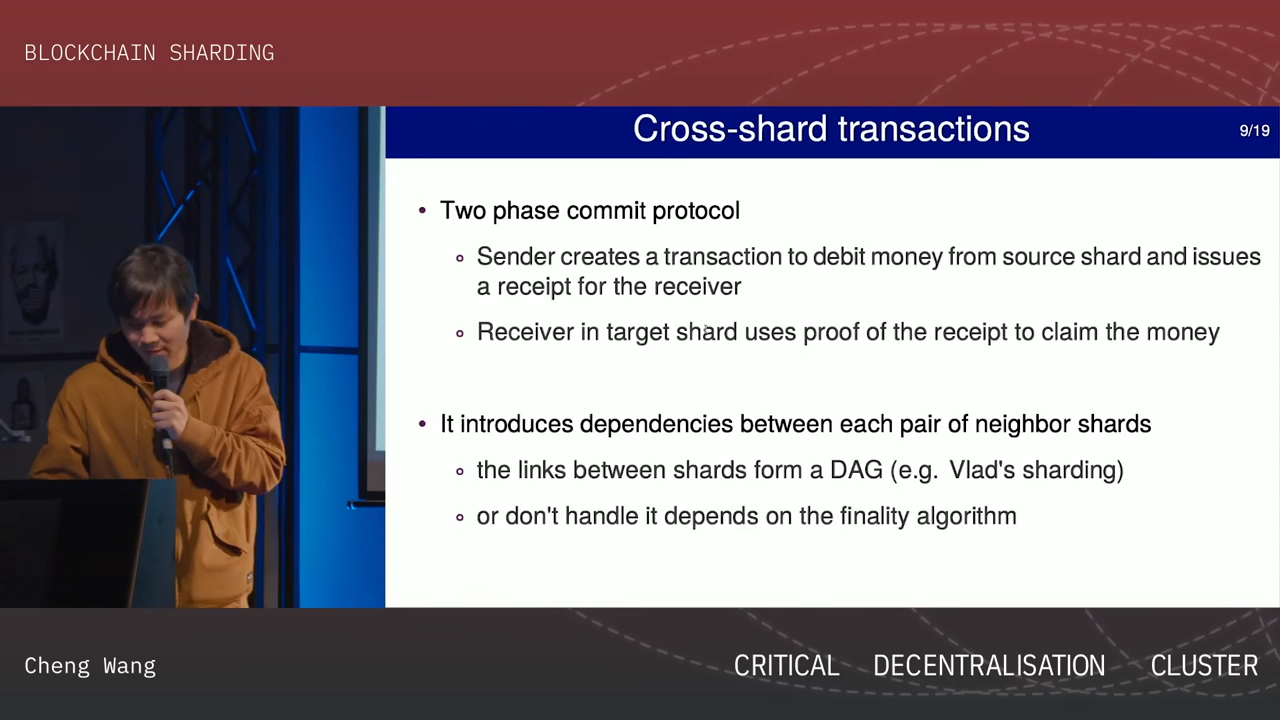 BLOCKCHAIN SHARDING
Cross-shard transactions
9/19
• Two phase commit protocol
∘ Sender creates a transaction to debit money from source shard and issues
a receipt for the receiver
∘ Receiver in target shard uses proof of the receipt to claim the money
• It introduces dependencies between each pair of neighbor shards
∘ the links between shards form a DAG (e.g. Vlad's sharding)
∘ or don't handle it depends on the finality algorithm
Cheng Wang
CRITICAL DECENTRALISATION CLUSTER